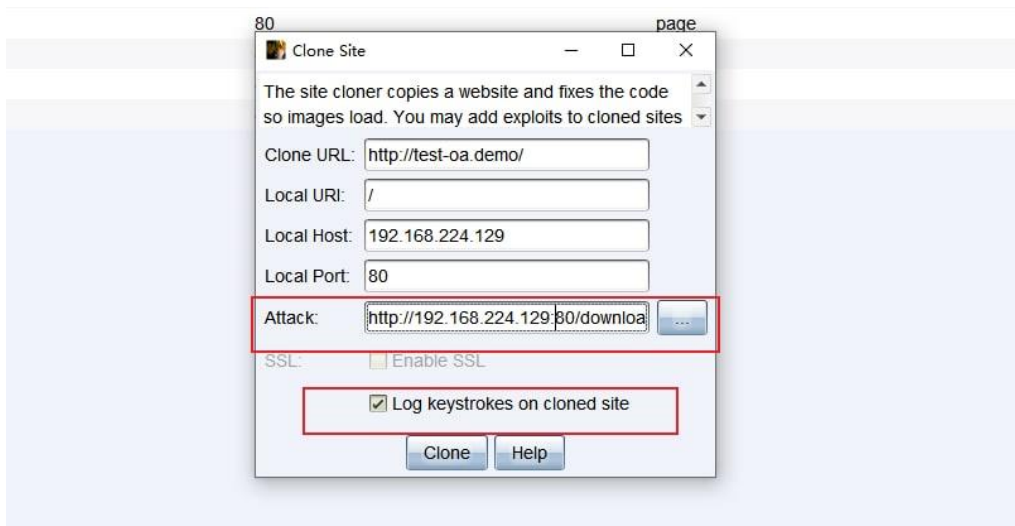 80 page
Clone Site
The site cloner copies a website and fixes the code
so images load. You may add exploits to cloned sites
Clone URL: http://test-oa.demo/
Local URI: /
Local Host: 192.168.224.129
Local Port: 80
Attack: http://192.168.224.129:80/downloa ...
SSL: Enable SSL
Log keystrokes on cloned site
Clone Help